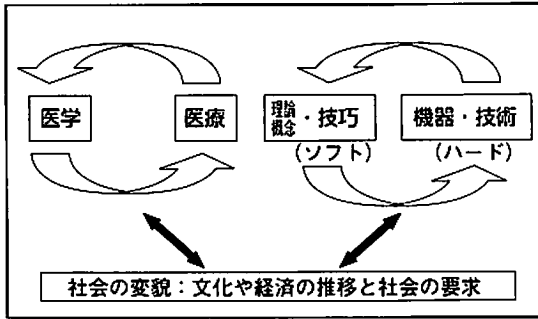 医学
医療
理論
概念・技巧
(ソフト)
機器・技術
(ハード)
社会の変貌:文化や経済の推移と社会の要求